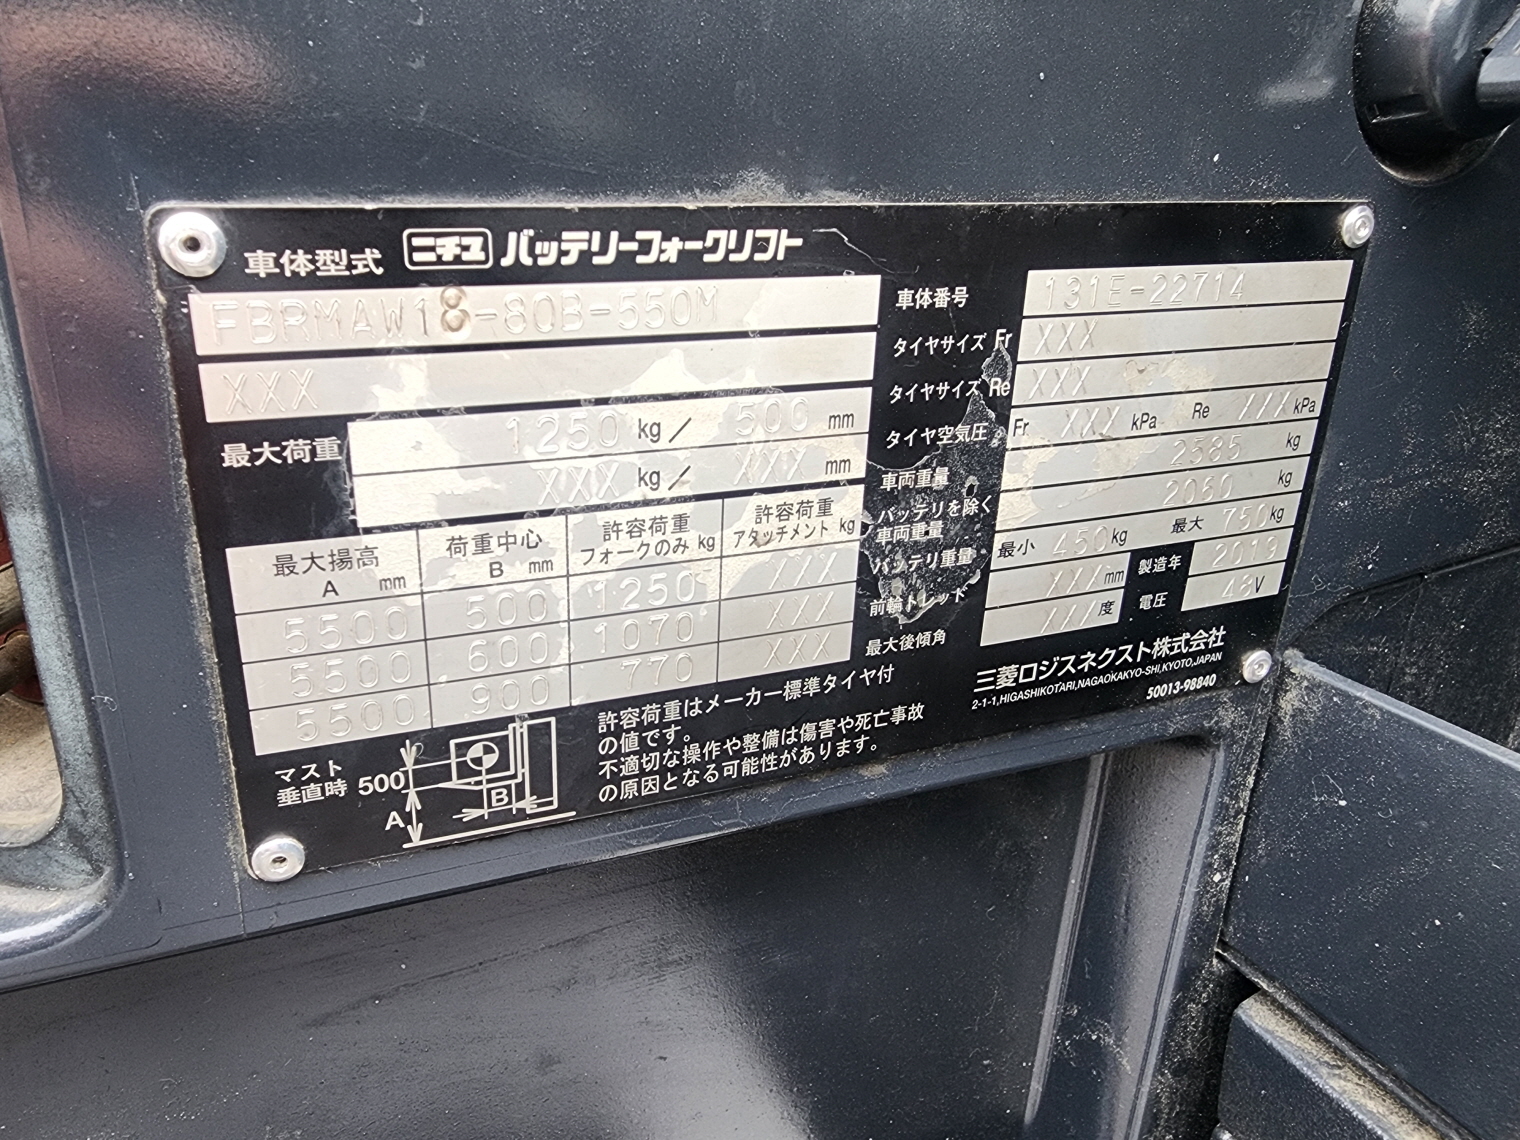 車体型式 ニチユ バッテリーフォークリフト
FBRMAW18-80B-550M
XXX
最大荷重 1250 kg / 500 mm
XXX kg / XXX mm
最大揚高 A mm 荷重中心 B mm 許容荷重 フォークのみ kg 許容荷重 アタッチメント kg
5500 500 1250 XXX
5500 600 1070 XXX
5500 900 770 XXX
マスト
垂直時 500
A
B
許容荷重はメーカー標準タイヤ付
の値です。
不適切な操作や整備は傷害や死亡事故
の原因となる可能性があります。
車体番号 131E-22714
タイヤサイズ Fr XXX
タイヤサイズ Re XXX
タイヤ空気圧 Fr XXX kPa Re XXX kPa
車両重量 2585 kg
バッテリを除く
車両重量 2060 kg
バッテリ重量 最小 450 kg 最大 750 kg
前輪トレッド XXX mm 製造年 2019
最大後傾角 XXX 度 電圧 48 V
三菱ロジスネクスト株式会社
2-1-1,HIGASHIKOTARI,NAGAOKAKYO-SHI,KYOTO,JAPAN
50013-98840